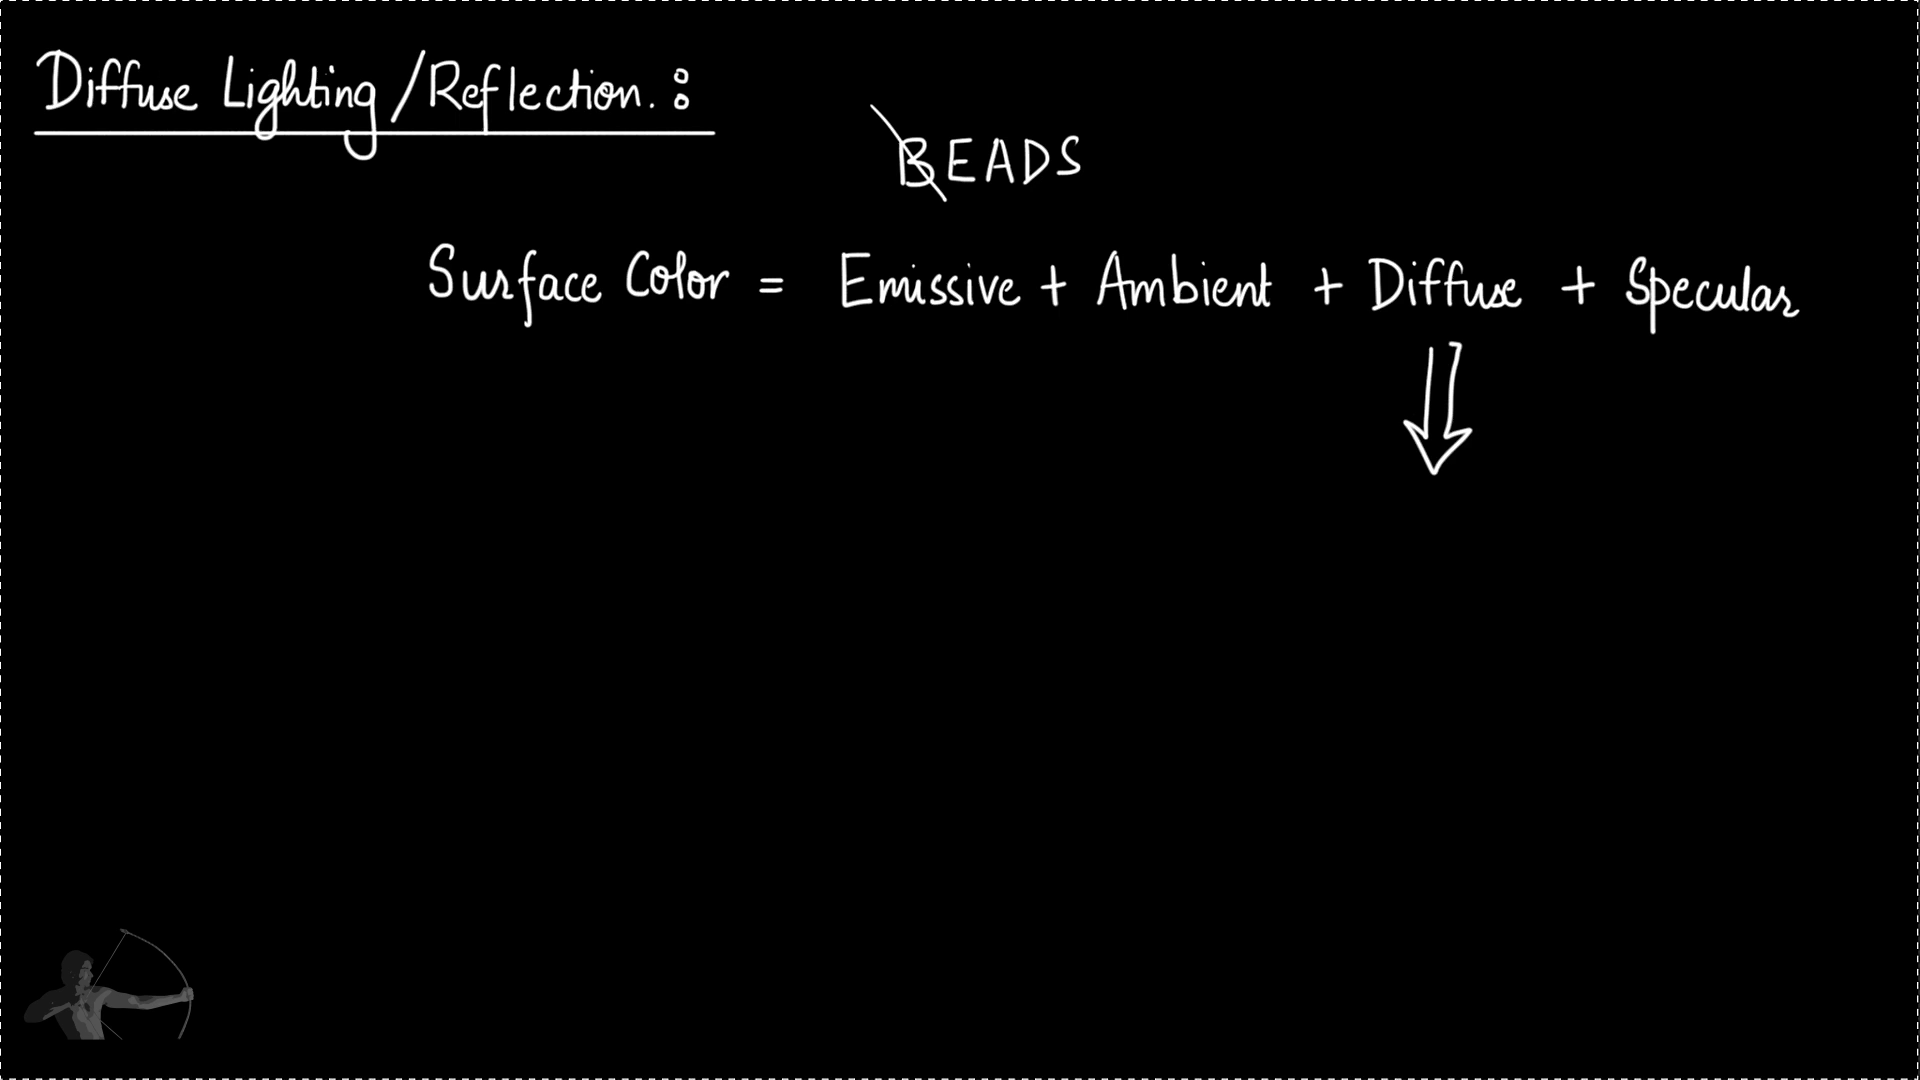 Diffuse Lighting/Reflection. :
BEADS
Surface Color = Emissive + Ambient + Diffuse + Specular